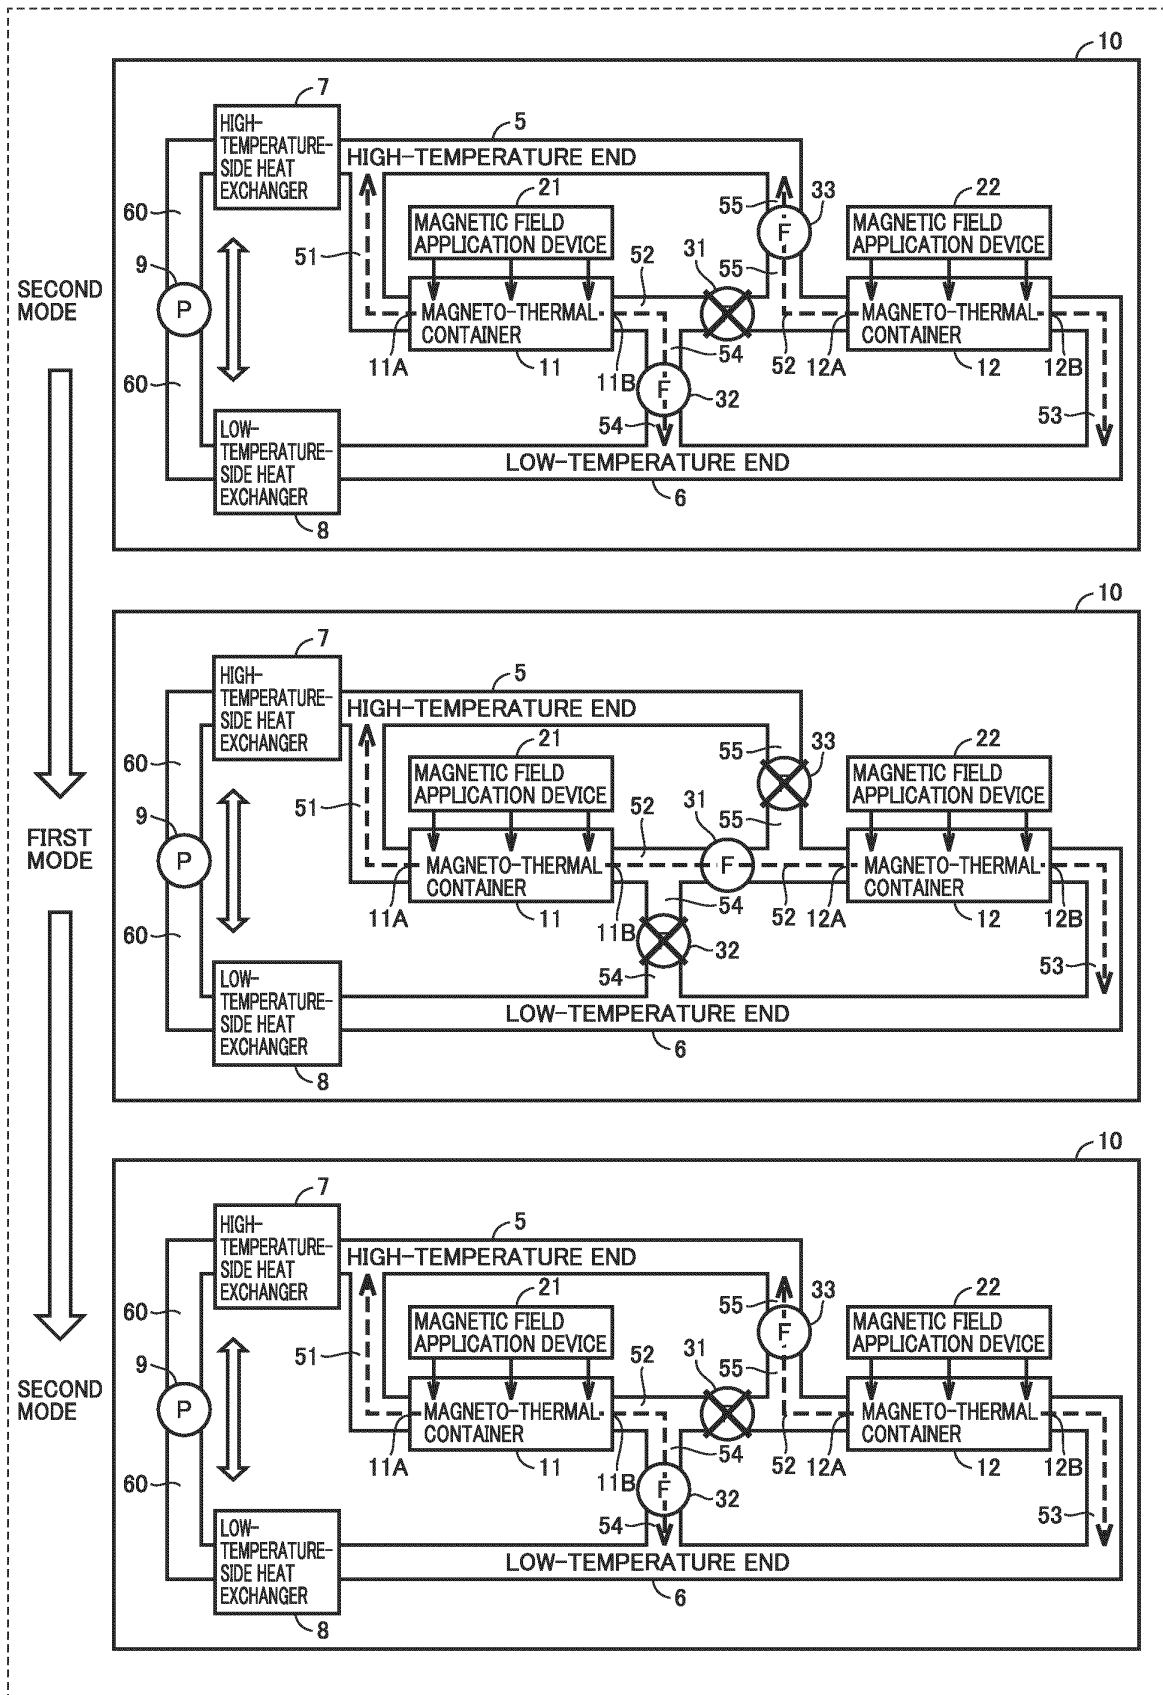 10
7
HIGH-
TEMPERATURE-
SIDE HEAT
EXCHANGER
5
HIGH-TEMPERATURE END
21
MAGNETIC FIELD
APPLICATION DEVICE
55
33
F
22
MAGNETIC FIELD
APPLICATION DEVICE
60
9
P
51
52
31
55
SECOND
MODE
MAGNETO-THERMAL
CONTAINER
MAGNETO-THERMAL
CONTAINER
11A
11
11B
54
52
12A
12
12B
60
F
32
54
53
LOW-
TEMPERATURE-
SIDE HEAT
EXCHANGER
LOW-TEMPERATURE END
6
8
10
7
HIGH-
TEMPERATURE-
SIDE HEAT
EXCHANGER
5
HIGH-TEMPERATURE END
21
MAGNETIC FIELD
APPLICATION DEVICE
55
33
22
MAGNETIC FIELD
APPLICATION DEVICE
60
9
P
51
52
31
55
F
FIRST
MODE
MAGNETO-THERMAL
CONTAINER
MAGNETO-THERMAL
CONTAINER
11A
11
11B
54
52
12A
12
12B
60
32
54
53
LOW-
TEMPERATURE-
SIDE HEAT
EXCHANGER
LOW-TEMPERATURE END
6
8
10
7
HIGH-
TEMPERATURE-
SIDE HEAT
EXCHANGER
5
HIGH-TEMPERATURE END
21
MAGNETIC FIELD
APPLICATION DEVICE
55
33
F
22
MAGNETIC FIELD
APPLICATION DEVICE
60
9
P
51
52
31
55
SECOND
MODE
MAGNETO-THERMAL
CONTAINER
MAGNETO-THERMAL
CONTAINER
11A
11
11B
54
52
12A
12
12B
60
F
32
54
53
LOW-
TEMPERATURE-
SIDE HEAT
EXCHANGER
LOW-TEMPERATURE END
6
8